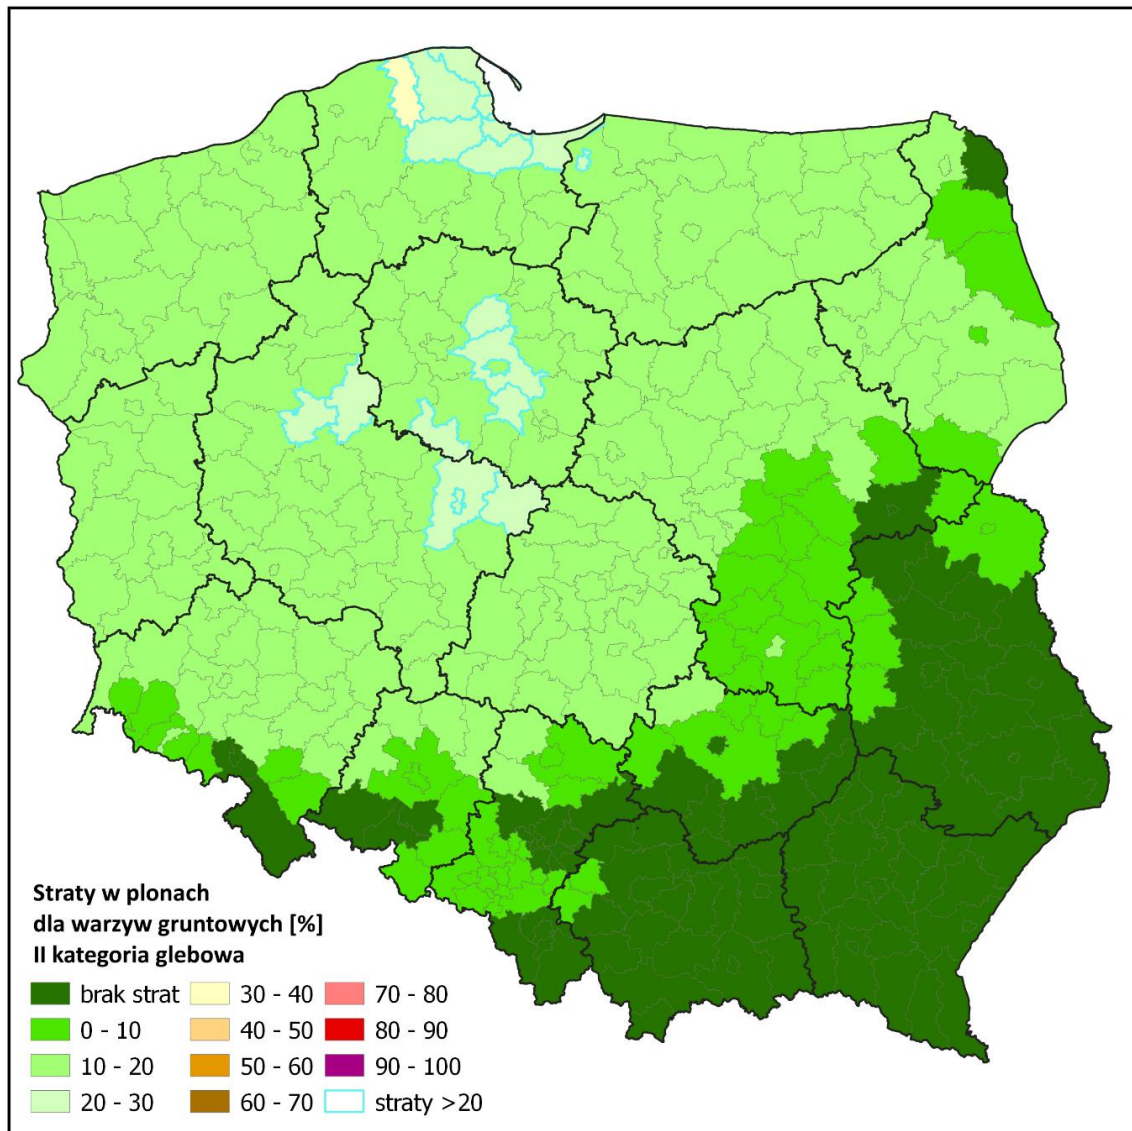 Straty w plonach
dla warzyw gruntowych [%]
II kategoria glebowa
brak strat
0 - 10
10 - 20
20 - 30
30 - 40
40 - 50
50 - 60
60 - 70
70 - 80
80 - 90
90 - 100
straty >20